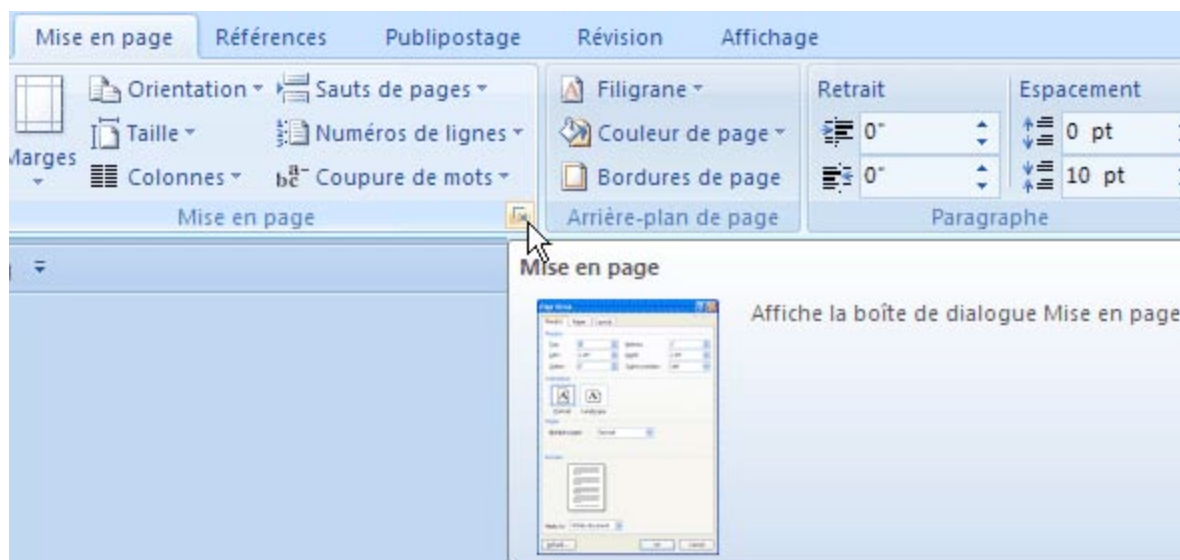 Mise en page Références Publipostage Révision Affichage
Orientation Sauts de pages Filigrane Retrait Espacement
Taille Numéros de lignes Couleur de page 0" 0 pt
Marges
Colonnes Coupure de mots Bordures de page 0" 10 pt
Mise en page Arrière-plan de page Paragraphe
Mise en page
Affiche la boîte de dialogue Mise en page